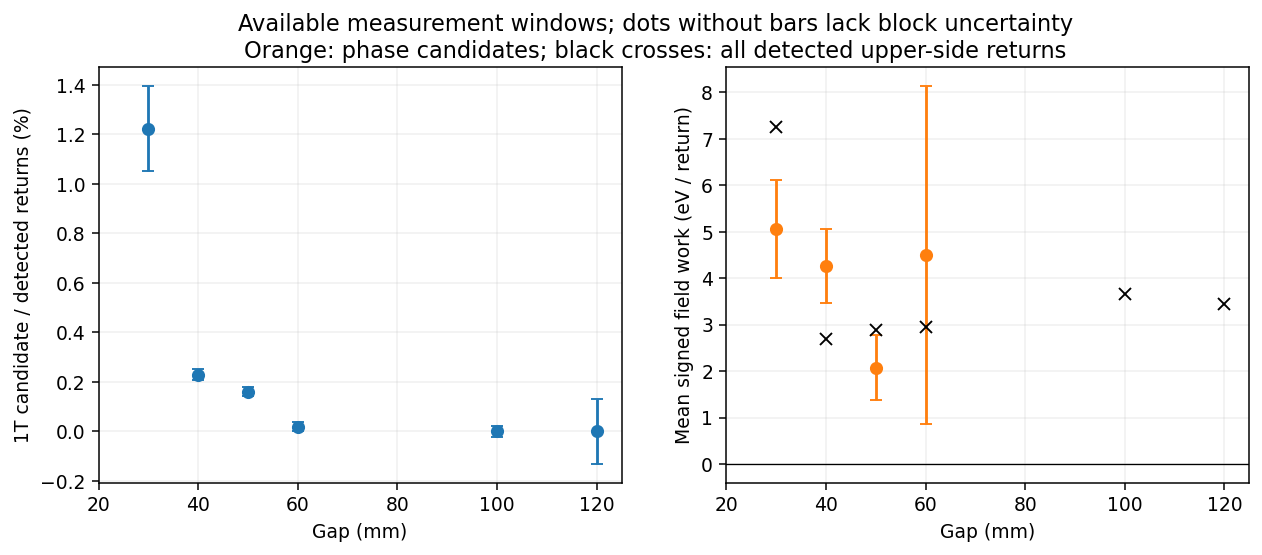 Available measurement windows; dots without bars lack block uncertainty
Orange: phase candidates; black crosses: all detected upper-side returns
1T candidate / detected returns (%)
1.4
1.2
1.0
0.8
0.6
0.4
0.2
0.0
−0.2
20 40 60 80 100 120
Gap (mm)
Mean signed field work (eV / return)
8
7
6
5
4
3
2
1
0
20 40 60 80 100 120
Gap (mm)